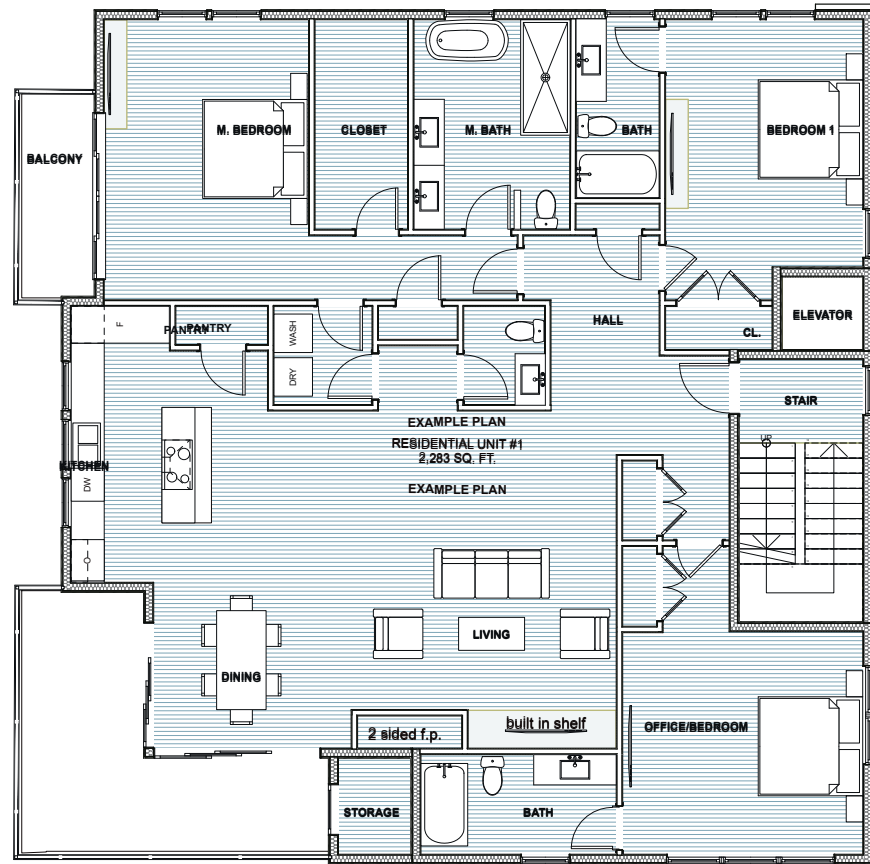 M. BEDROOM
CLOSET
M. BATH
BATH
BEDROOM 1
BALCONY
ELEVATOR
HALL
CL.
F
PANTRY
PANTRY
WASH
DRY
STAIR
UP
EXAMPLE PLAN
RESIDENTIAL UNIT #1
2,283 SQ. FT.
EXAMPLE PLAN
KITCHEN
DW
LIVING
DINING
2 sided f.p.
built in shelf
OFFICE/BEDROOM
STORAGE
BATH